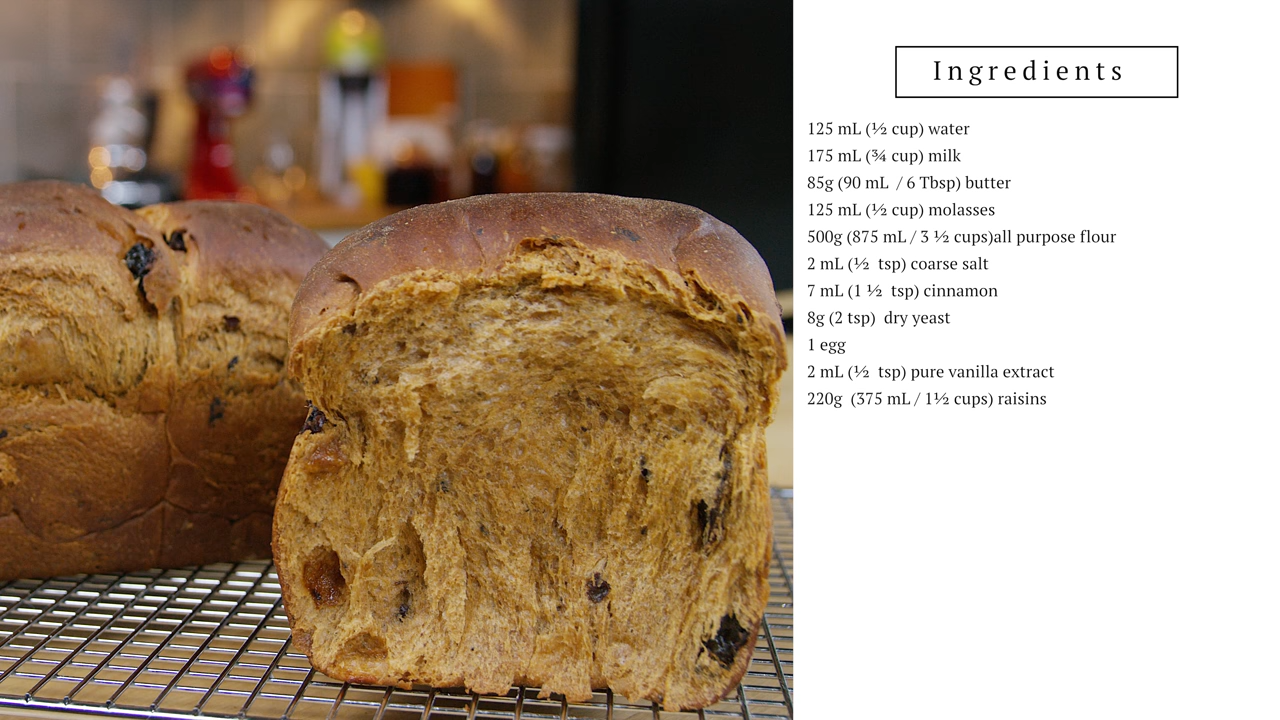 Ingredients
125 mL (½ cup) water
175 mL (¾ cup) milk
85g (90 mL / 6 Tbsp) butter
125 mL (½ cup) molasses
500g (875 mL / 3 ½ cups)all purpose flour
2 mL (½ tsp) coarse salt
7 mL (1 ½ tsp) cinnamon
8g (2 tsp) dry yeast
1 egg
2 mL (½ tsp) pure vanilla extract
220g (375 mL / 1½ cups) raisins